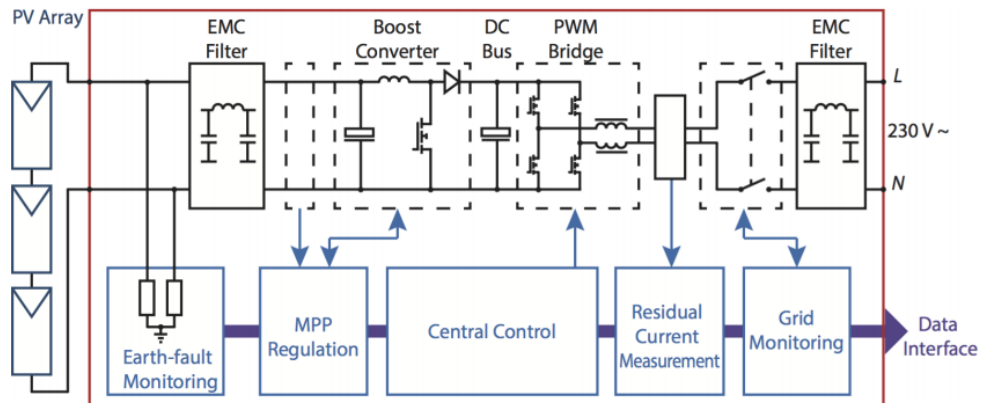 PV Array
EMC
Filter
Boost
Converter
DC
Bus
PWM
Bridge
EMC
Filter
L
230 V ~
N
Earth-fault
Monitoring
MPP
Regulation
Central Control
Residual
Current
Measurement
Grid
Monitoring
Data
Interface